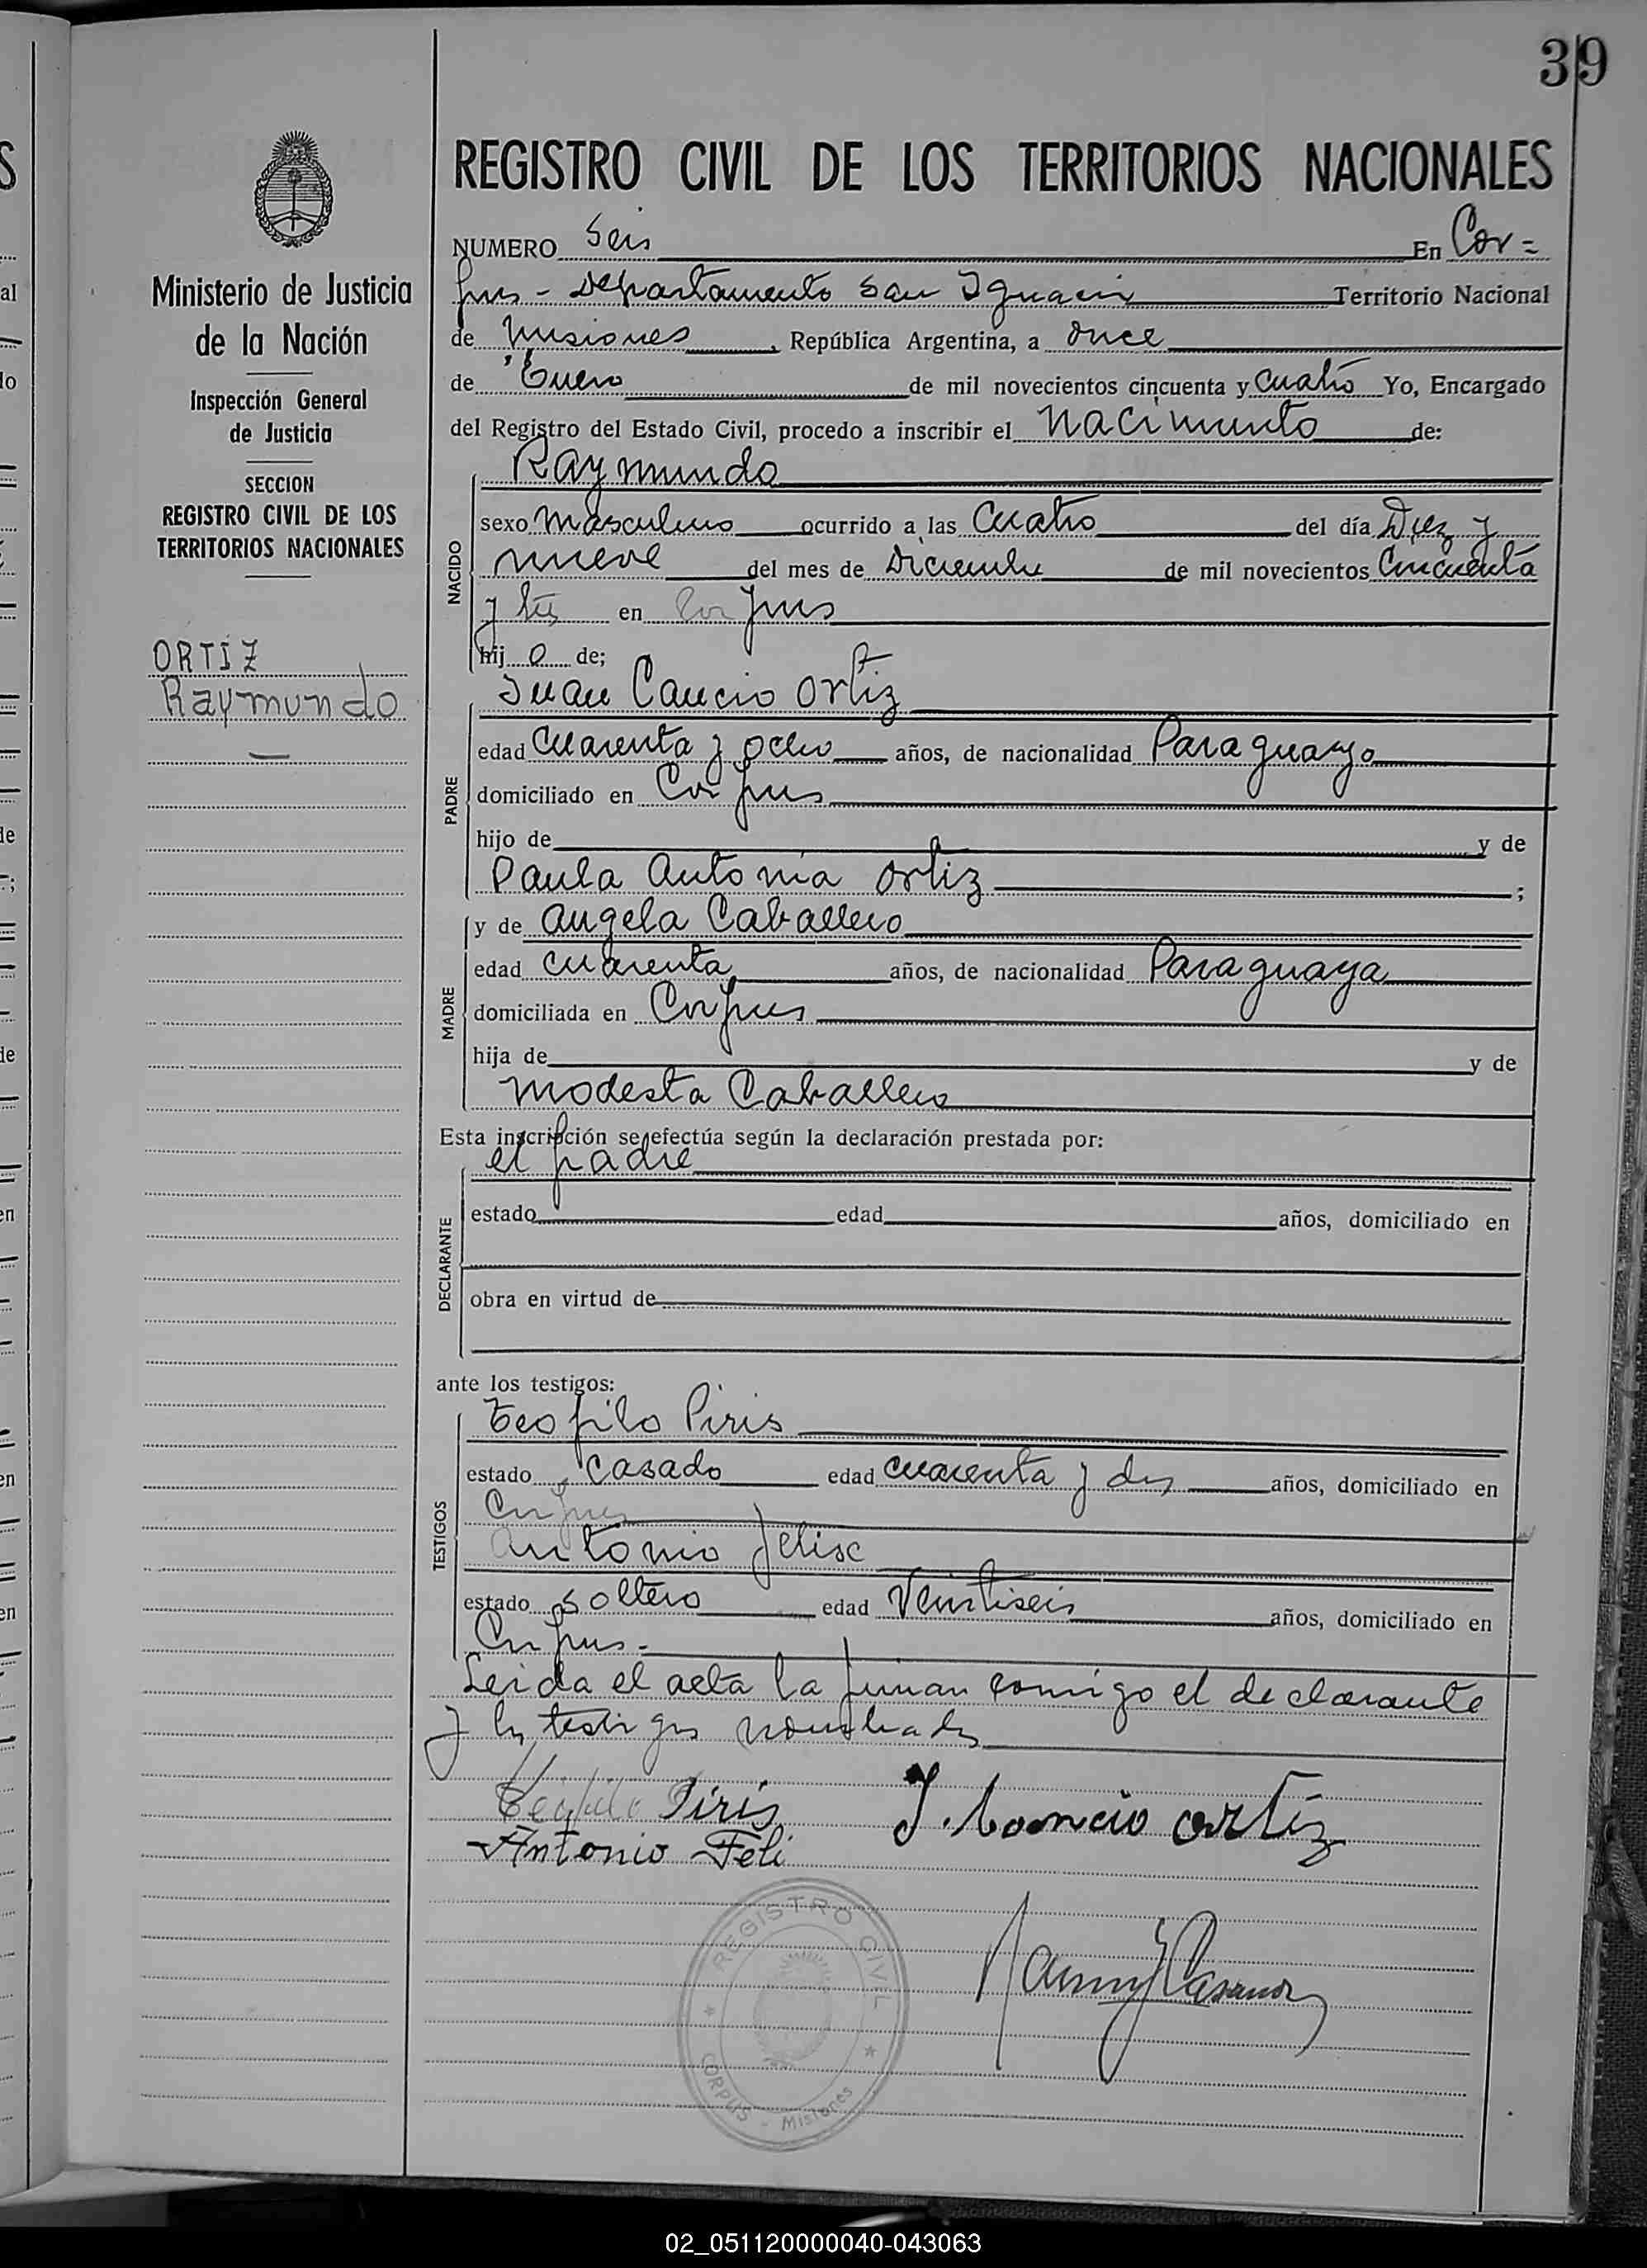 39
REGISTRO CIVIL DE LOS TERRITORIOS NACIONALES
Ministerio de Justicia
de la Nación
Inspección General
de Justicia
SECCION
REGISTRO CIVIL DE LOS
TERRITORIOS NACIONALES
ORTIZ
Raymundo
NUMERO Seis En Cor=
pus - Departamento San Ignacio Territorio Nacional
de Misiones, República Argentina, a once
de Enero de mil novecientos cincuenta y Cuatro Yo, Encargado
del Registro del Estado Civil, procedo a inscribir el nacimiento de:
NACIDO
Raymundo
sexo Masculino ocurrido a las Cuatro del día Diez y
nueve del mes de Diciembre de mil novecientos Cincuenta
y tres en Corpus
hijo de;
PADRE
Juan Cancio Ortiz
edad Cuarenta y ocho años, de nacionalidad Paraguayo
domiciliado en Corpus
hijo de y de
Paula Antonia Ortiz ;
MADRE
y de Angela Caballero
edad cuarenta años, de nacionalidad Paraguaya
domiciliada en Corpus
hija de y de
Modesta Caballero
Esta inscripción se efectúa según la declaración prestada por:
DECLARANTE
el padre
estado edad años, domiciliado en
obra en virtud de
ante los testigos:
TESTIGOS
Teofilo Piris
estado Casado edad cuarenta y dos años, domiciliado en
Corpus
Antonio
estado soltero edad Veintiseis años, domiciliado en
Corpus.-
Leida el acta la firman conmigo el declarante
y los testigos nombrados
Teofilo Piris J. Cancio ortiz
Antonio Feli
REGISTRO CIVIL
CORPUS - Misiones
02_051120000040-043063